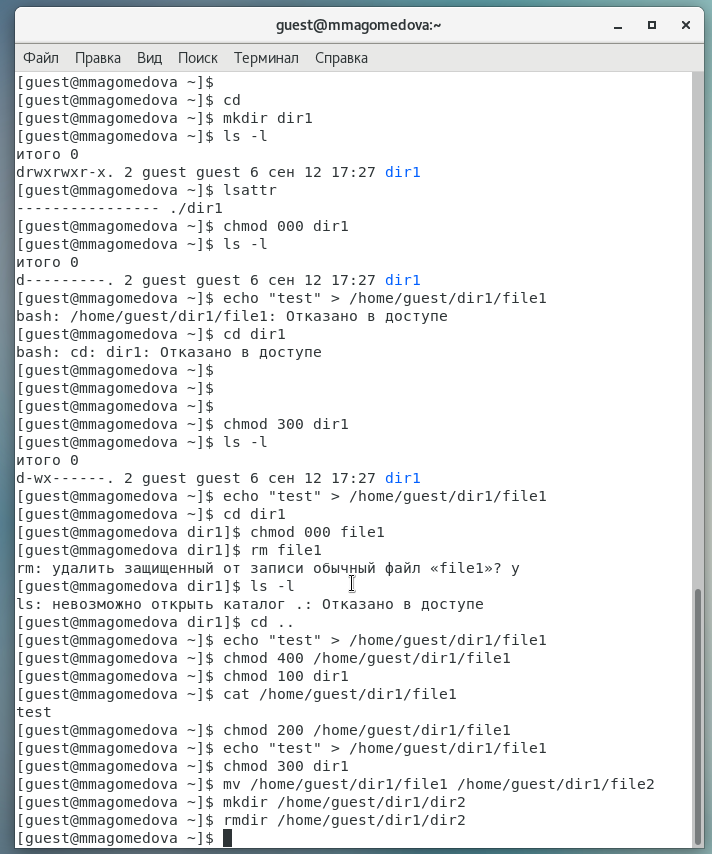 guest@mmagomedova:~
Файл Правка Вид Поиск Терминал Справка
[guest@mmagomedova ~]$
[guest@mmagomedova ~]$ cd
[guest@mmagomedova ~]$ mkdir dir1
[guest@mmagomedova ~]$ ls -l
итого 0
drwxrwxr-x. 2 guest guest 6 сен 12 17:27 dir1
[guest@mmagomedova ~]$ lsattr
---------------- ./dir1
[guest@mmagomedova ~]$ chmod 000 dir1
[guest@mmagomedova ~]$ ls -l
итого 0
d---------. 2 guest guest 6 сен 12 17:27 dir1
[guest@mmagomedova ~]$ echo "test" > /home/guest/dir1/file1
bash: /home/guest/dir1/file1: Отказано в доступе
[guest@mmagomedova ~]$ cd dir1
bash: cd: dir1: Отказано в доступе
[guest@mmagomedova ~]$
[guest@mmagomedova ~]$
[guest@mmagomedova ~]$
[guest@mmagomedova ~]$ chmod 300 dir1
[guest@mmagomedova ~]$ ls -l
итого 0
d-wx------. 2 guest guest 6 сен 12 17:27 dir1
[guest@mmagomedova ~]$ echo "test" > /home/guest/dir1/file1
[guest@mmagomedova ~]$ cd dir1
[guest@mmagomedova dir1]$ chmod 000 file1
[guest@mmagomedova dir1]$ rm file1
rm: удалить защищенный от записи обычный файл «file1»? y
[guest@mmagomedova dir1]$ ls -l
ls: невозможно открыть каталог .: Отказано в доступе
[guest@mmagomedova dir1]$ cd ..
[guest@mmagomedova ~]$ echo "test" > /home/guest/dir1/file1
[guest@mmagomedova ~]$ chmod 400 /home/guest/dir1/file1
[guest@mmagomedova ~]$ chmod 100 dir1
[guest@mmagomedova ~]$ cat /home/guest/dir1/file1
test
[guest@mmagomedova ~]$ chmod 200 /home/guest/dir1/file1
[guest@mmagomedova ~]$ echo "test" > /home/guest/dir1/file1
[guest@mmagomedova ~]$ chmod 300 dir1
[guest@mmagomedova ~]$ mv /home/guest/dir1/file1 /home/guest/dir1/file2
[guest@mmagomedova ~]$ mkdir /home/guest/dir1/dir2
[guest@mmagomedova ~]$ rmdir /home/guest/dir1/dir2
[guest@mmagomedova ~]$